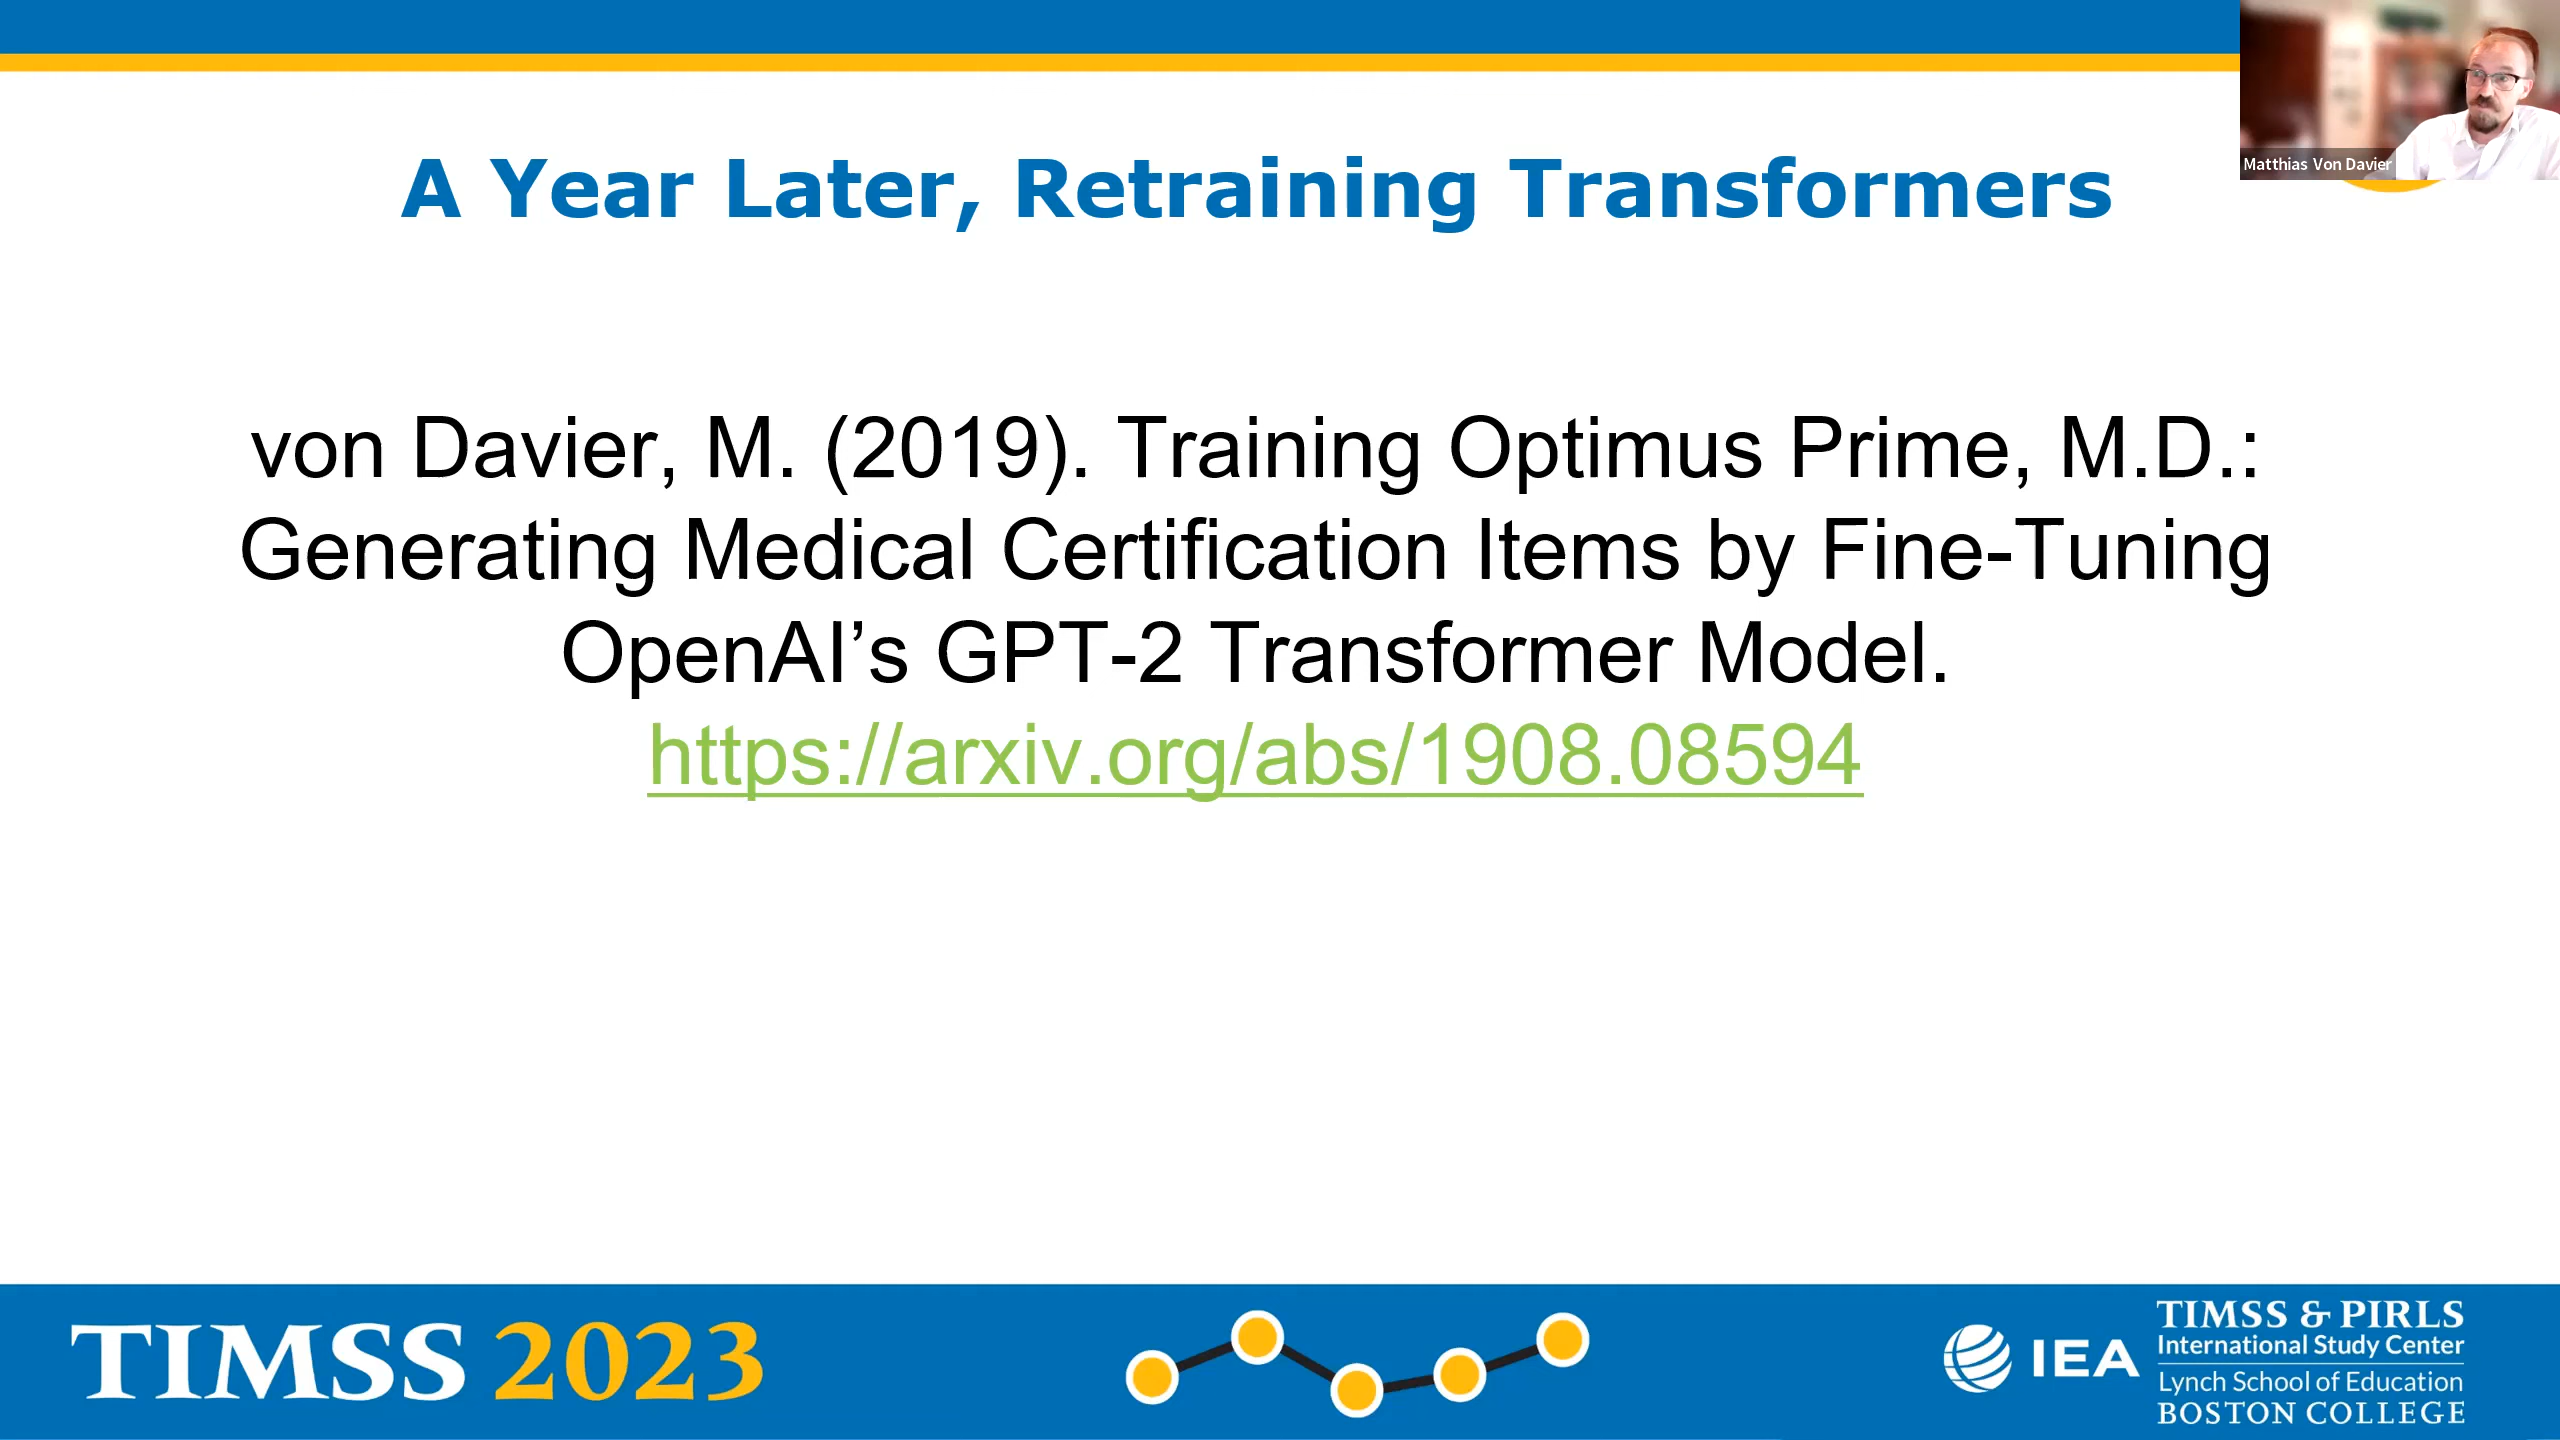 Matthias Von Davier
A Year Later, Retraining Transformers
von Davier, M. (2019). Training Optimus Prime, M.D.:
Generating Medical Certification Items by Fine-Tuning
OpenAI’s GPT-2 Transformer Model.
https://arxiv.org/abs/1908.08594
TIMSS 2023
IEA
TIMSS & PIRLS
International Study Center
Lynch School of Education
BOSTON COLLEGE